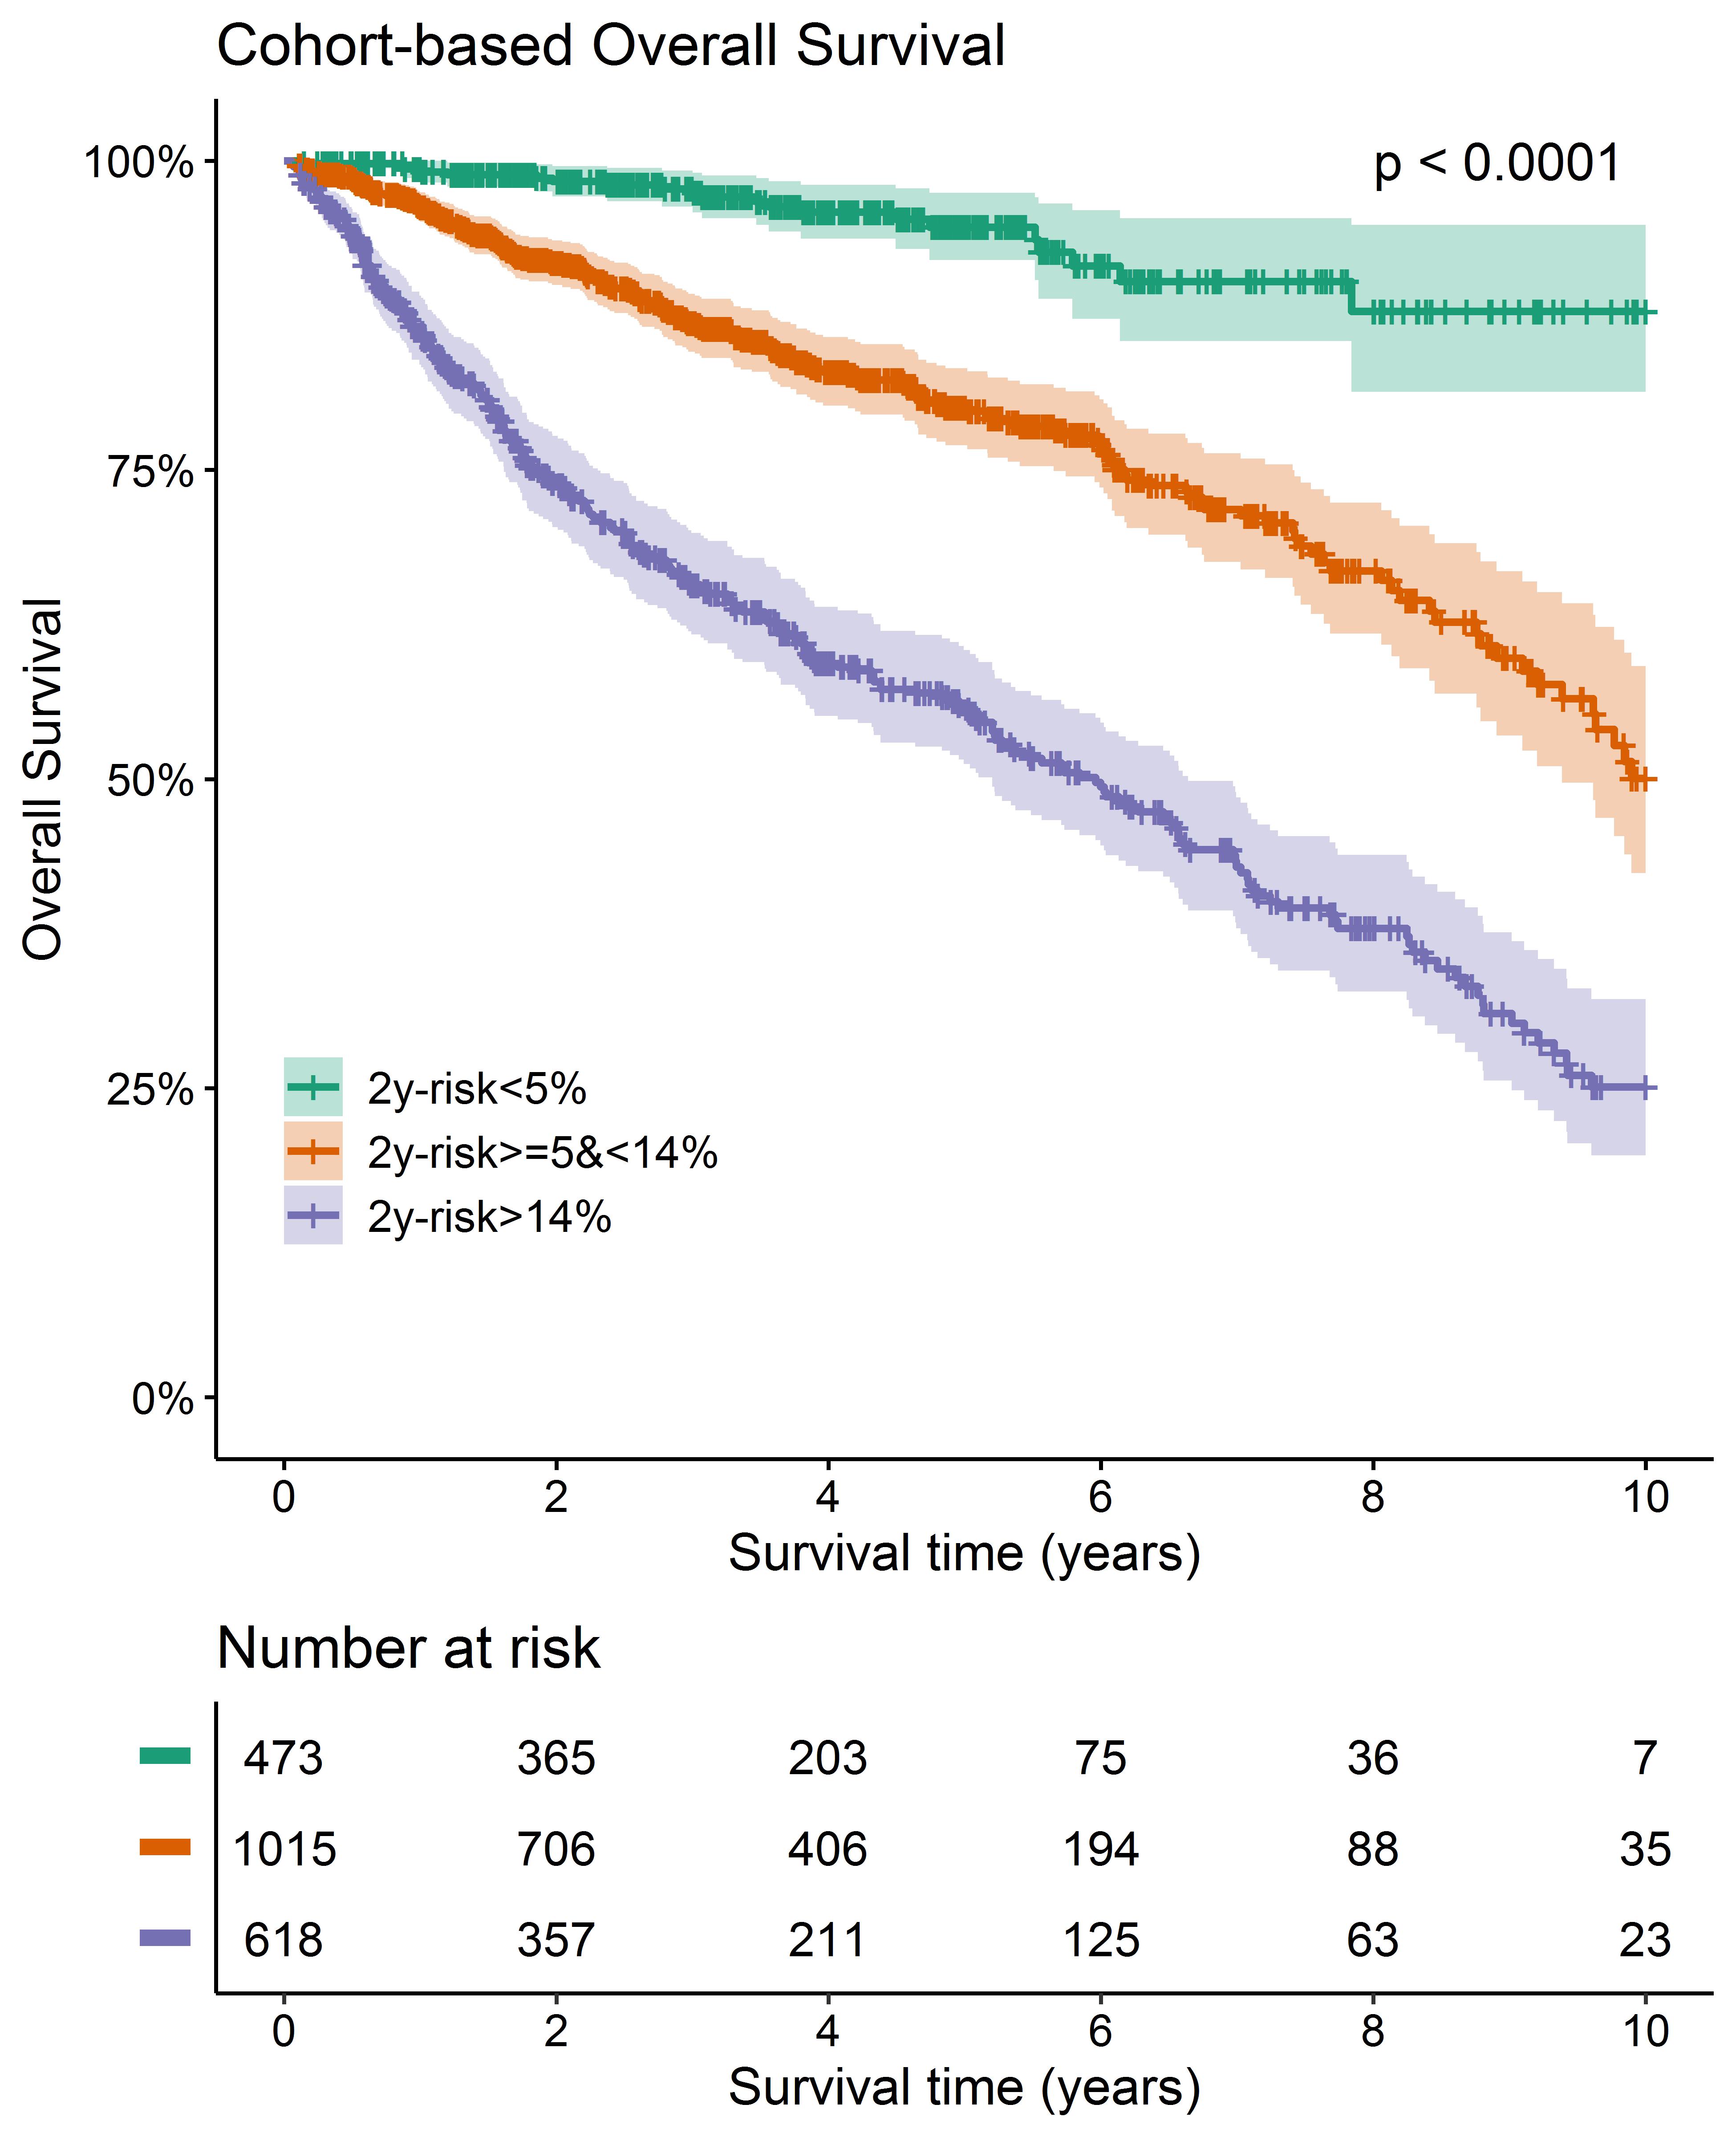 Cohort-based Overall Survival
p < 0.0001
100%
75%
50%
25%
0%
Overall Survival
2y-risk<5%
2y-risk>=5&<14%
2y-risk>14%
0 2 4 6 8 10
Survival time (years)
Number at risk
473 365 203 75 36 7
1015 706 406 194 88 35
618 357 211 125 63 23
0 2 4 6 8 10
Survival time (years)